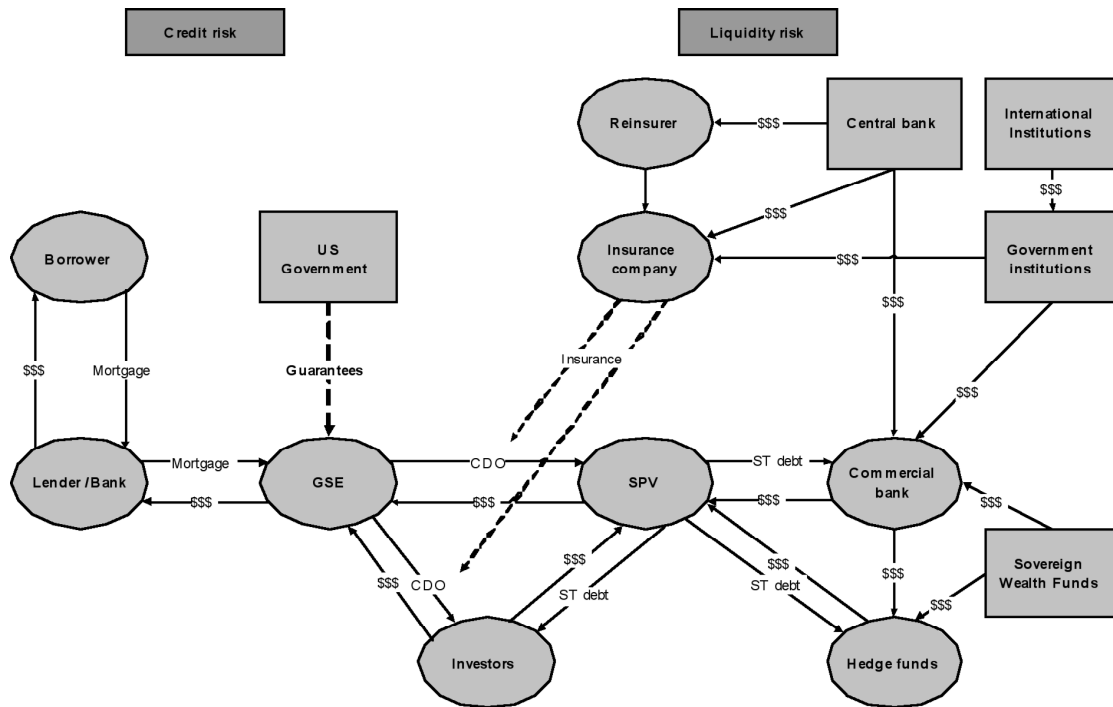 Credit risk
Liquidity risk
Reinsurer
$$$
Central bank
International
Institutions
$$$
$$$
Borrower
US
Government
Insurance
company
$$$
Government
institutions
$$$
Insurance
$$$
Mortgage
Guarantees
$$$
Lender/Bank
Mortgage
$$$
GSE
CDO
$$$
SPV
ST debt
$$$
Commercial
bank
$$$
$$$
CDO
$$$
ST debt
$$$
ST debt
$$$
$$$
Sovereign
Wealth Funds
Investors
Hedge funds